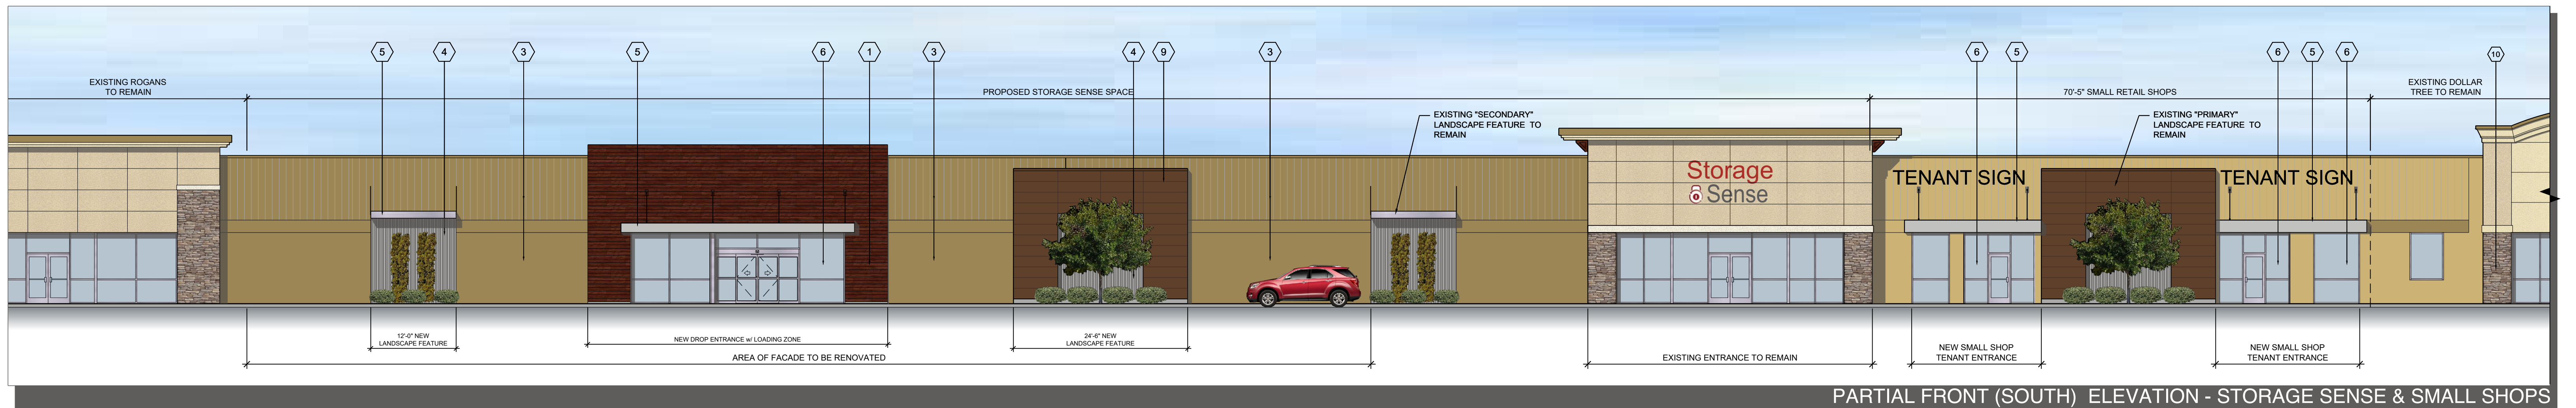 5
4
3
5
6
1
3
4
9
3
6
5
6
5
6
10
EXISTING ROGANS
TO REMAIN
PROPOSED STORAGE SENSE SPACE
70'-5" SMALL RETAIL SHOPS
EXISTING DOLLAR
TREE TO REMAIN
EXISTING "SECONDARY"
LANDSCAPE FEATURE TO
REMAIN
EXISTING "PRIMARY"
LANDSCAPE FEATURE TO
REMAIN
Storage
Sense
TENANT SIGN
TENANT SIGN
12'-0" NEW
LANDSCAPE FEATURE
NEW DROP ENTRANCE w/ LOADING ZONE
24'-6" NEW
LANDSCAPE FEATURE
AREA OF FACADE TO BE RENOVATED
EXISTING ENTRANCE TO REMAIN
NEW SMALL SHOP
TENANT ENTRANCE
NEW SMALL SHOP
TENANT ENTRANCE
PARTIAL FRONT (SOUTH) ELEVATION - STORAGE SENSE & SMALL SHOPS